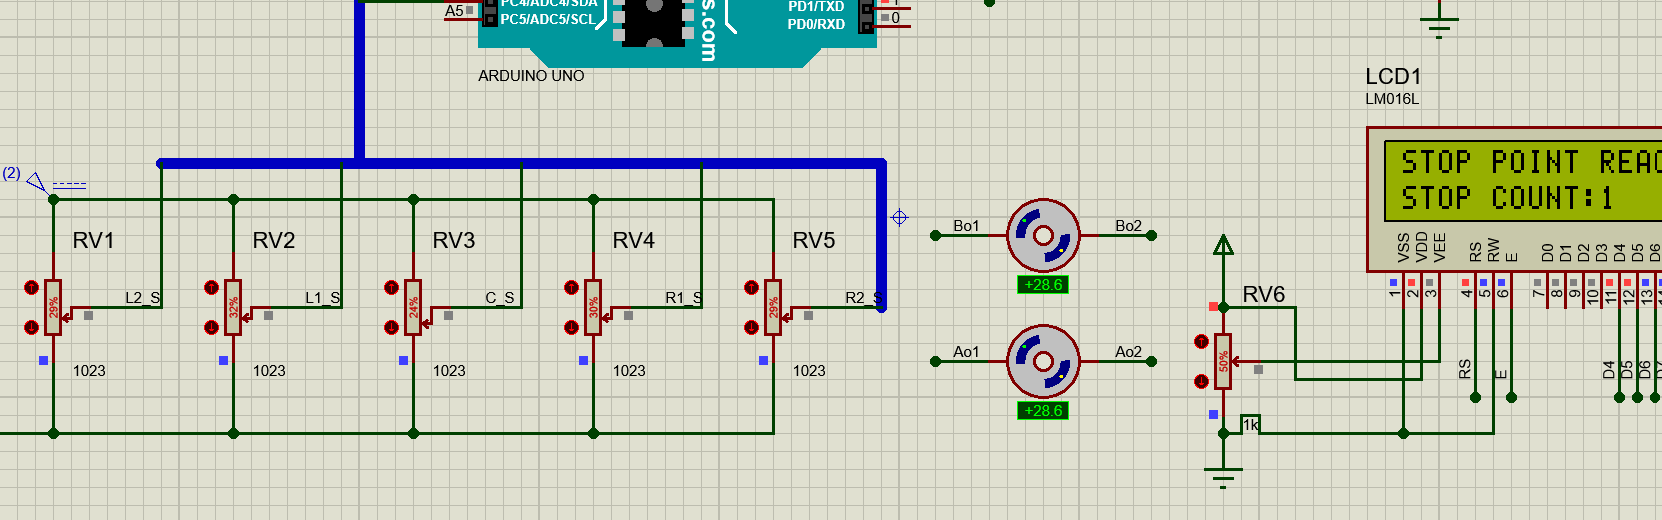 PC4/ADC4/SDA
A5
PC5/ADC5/SCL
s.com
PD1/TXD
1
PD0/RXD
0
ARDUINO UNO
LCD1
LM016L
STOP POINT REAC
STOP COUNT:1
(2)
RV1
RV2
RV3
RV4
RV5
29%
32%
24%
30%
29%
L2_S
L1_S
C_S
R1_S
R2_S
1023
1023
1023
1023
1023
Bo1
Bo2
+28.6
Ao1
Ao2
+28.6
RV6
50%
1k
VSS
VDD
VEE
RS
RW
E
D0
D1
D2
D3
D4
D5
D6
1
2
3
4
5
6
7
8
9
10
11
12
13
RS
E
D4
D5
D6
D7